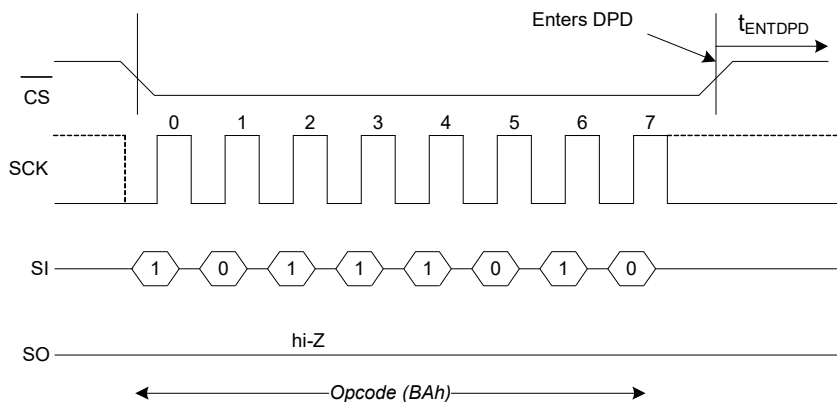 Enters DPD
tENTDPD
CS
0 1 2 3 4 5 6 7
SCK
SI 1 0 1 1 1 0 1 0
hi-Z
SO
Opcode (BAh)